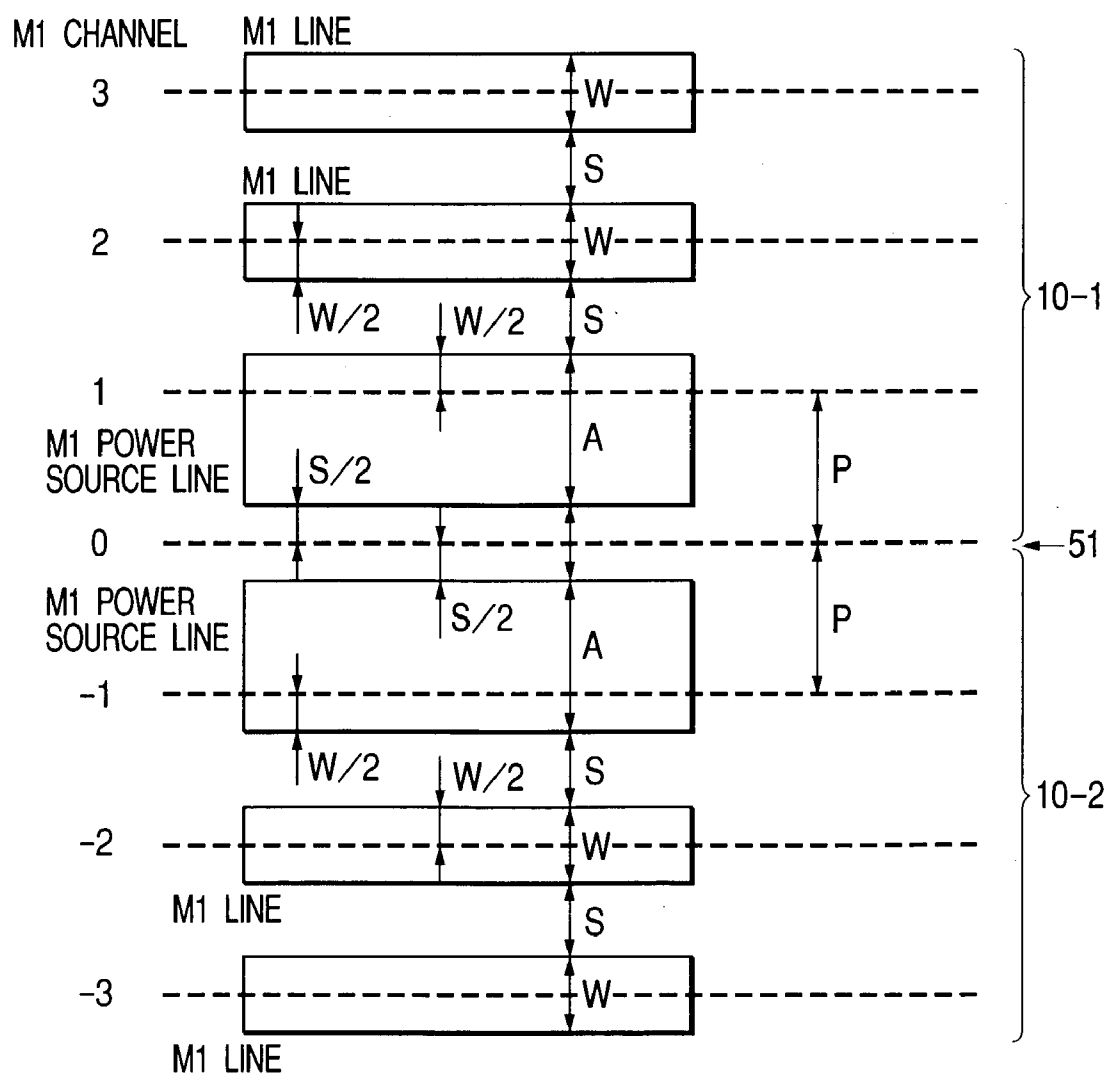 M1 CHANNEL
M1 LINE
3
W
S
M1 LINE
2
W
10-1
W/2
W/2
S
1
M1 POWER
SOURCE LINE
S/2
A
P
0
51
M1 POWER
SOURCE LINE
S/2
A
P
-1
W/2
W/2
S
10-2
-2
W
M1 LINE
S
-3
W
M1 LINE